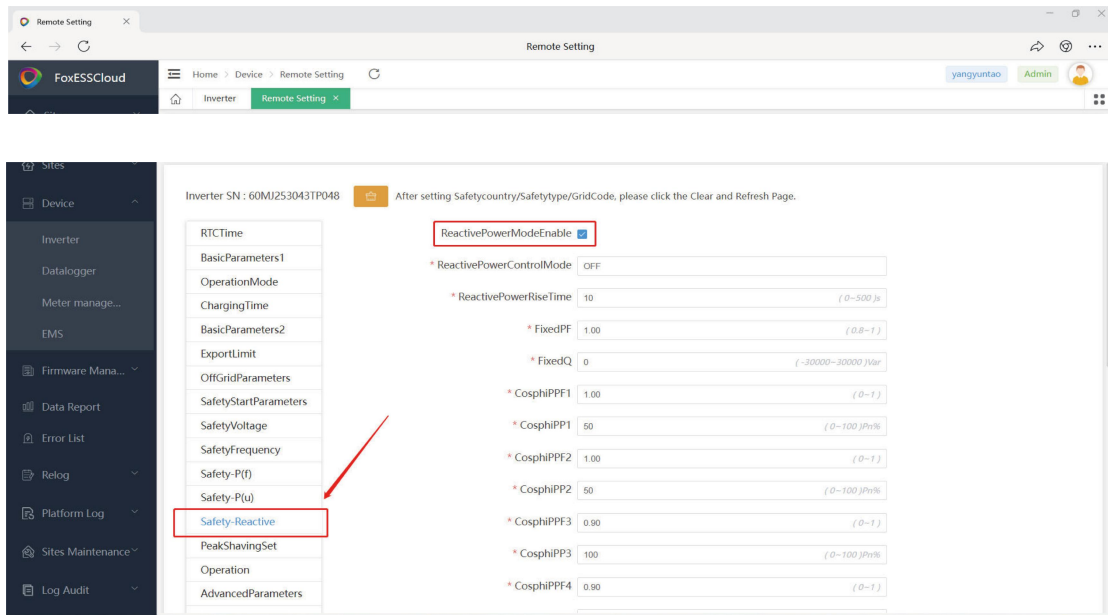 Remote Setting
Remote Setting
FoxESSCloud
Home > Device > Remote Setting
yangyuntao
Admin
Inverter
Remote Setting
Sites
Device
Inverter
Datalogger
Meter manage...
EMS
Firmware Mana...
Data Report
Error List
Relog
Platform Log
Sites Maintenance
Log Audit
Inverter SN : 60MJ253043TP048
After setting Safetycountry/Safetytype/GridCode, please click the Clear and Refresh Page.
RTCTime
BasicParameters1
OperationMode
ChargingTime
BasicParameters2
ExportLimit
OffGridParameters
SafetyStartParameters
SafetyVoltage
SafetyFrequency
Safety-P(f)
Safety-P(u)
Safety-Reactive
PeakShavingSet
Operation
AdvancedParameters
ReactivePowerModeEnable
* ReactivePowerControlMode OFF
* ReactivePowerRiseTime 10 ( 0~500 )s
* FixedPF 1.00 ( 0.8~1 )
* FixedQ 0 ( -30000~30000 )Var
* CosphiPPF1 1.00 ( 0~1 )
* CosphiPP1 50 ( 0~100 )Pn%
* CosphiPPF2 1.00 ( 0~1 )
* CosphiPP2 50 ( 0~100 )Pn%
* CosphiPPF3 0.90 ( 0~1 )
* CosphiPP3 100 ( 0~100 )Pn%
* CosphiPPF4 0.90 ( 0~1 )